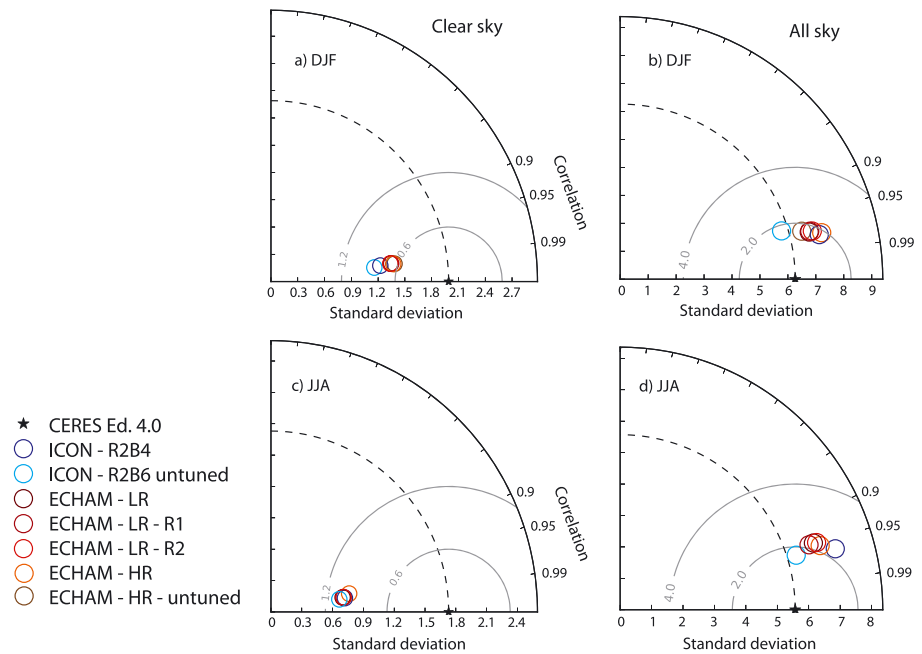 Clear sky
All sky
a) DJF
b) DJF
0.9
0.95
0.99
Correlation
1.2
0.6
0 0.3 0.6 0.9 1.2 1.5 1.8 2.1 2.4 2.7
Standard deviation
0.9
0.95
0.99
4.0
2.0
0 1 2 3 4 5 6 7 8 9
Standard deviation
c) JJA
d) JJA
0.9
0.95
0.99
Correlation
1.2
0.6
0 0.3 0.6 0.9 1.2 1.5 1.8 2.1 2.4
Standard deviation
0.9
0.95
0.99
4.0
2.0
0 1 2 3 4 5 6 7 8
Standard deviation
CERES Ed. 4.0
ICON - R2B4
ICON - R2B6 untuned
ECHAM - LR
ECHAM - LR - R1
ECHAM - LR - R2
ECHAM - HR
ECHAM - HR - untuned